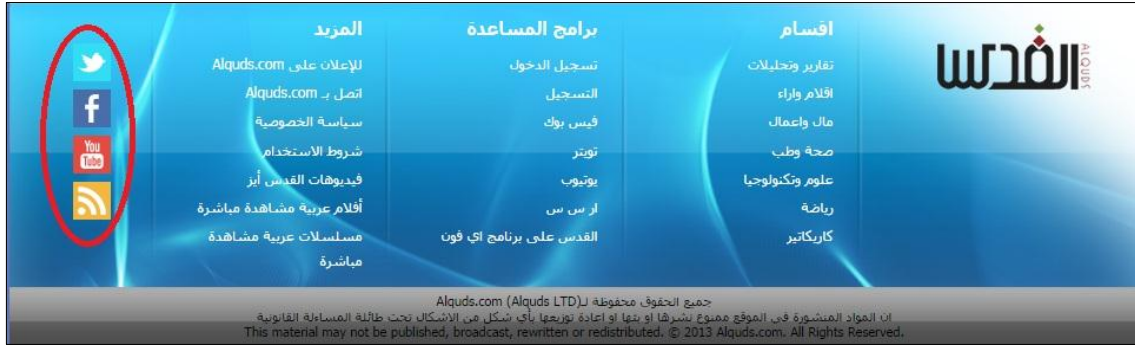 القدس
ALQUDS
اقسام
تقارير وتحليلات
اقلام واراء
مال واعمال
صحة وطب
علوم وتكنولوجيا
رياضة
كاريكاتير
برامج المساعدة
تسجيل الدخول
التسجيل
فيس بوك
تويتر
يوتيوب
ار س س
القدس على برنامج اي فون
المزيد
للإعلان على Alquds.com
اتصل بـ Alquds.com
سياسة الخصوصية
شروط الاستخدام
فيديوهات القدس أيز
أفلام عربية مشاهدة مباشرة
مسلسلات عربية مشاهدة
مباشرة
f
You
Tube
جميع الحقوق محفوظة لـ Alquds.com (Alquds LTD)
ان المواد المنشورة في الموقع ممنوع نشرها او بثها او اعادة توزيعها بأي شكل من الاشكال تحت طائلة المساءلة القانونية
This material may not be published, broadcast, rewritten or redistributed. © 2013 Alquds.com. All Rights Reserved.